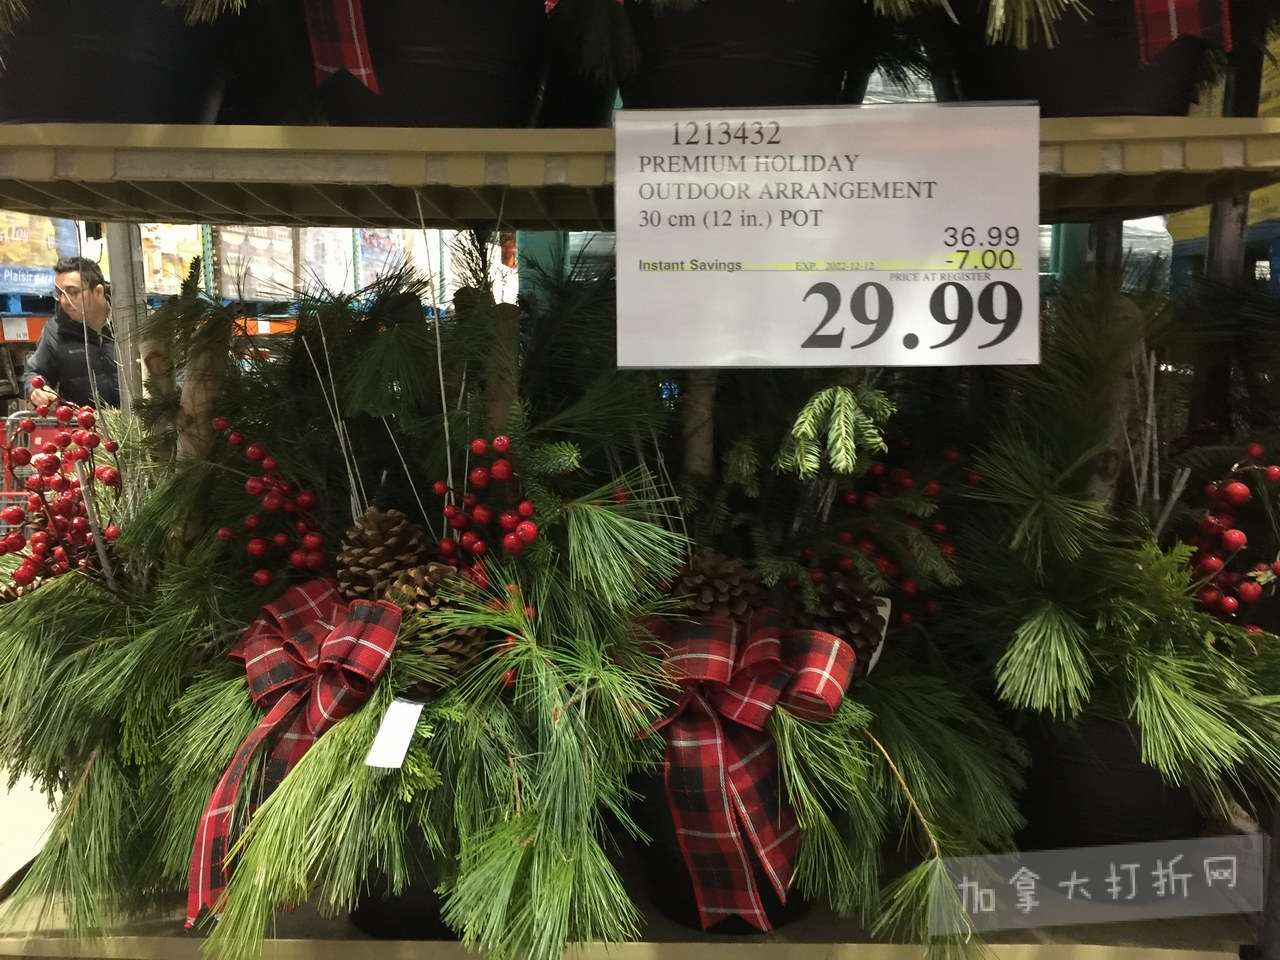 1213432
PREMIUM HOLIDAY
OUTDOOR ARRANGEMENT
30 cm (12 in.) POT
36.99
Instant Savings EXP. 2022-12-12 -7.00
PRICE AT REGISTER
29.99
Plaisir
加拿大打折网